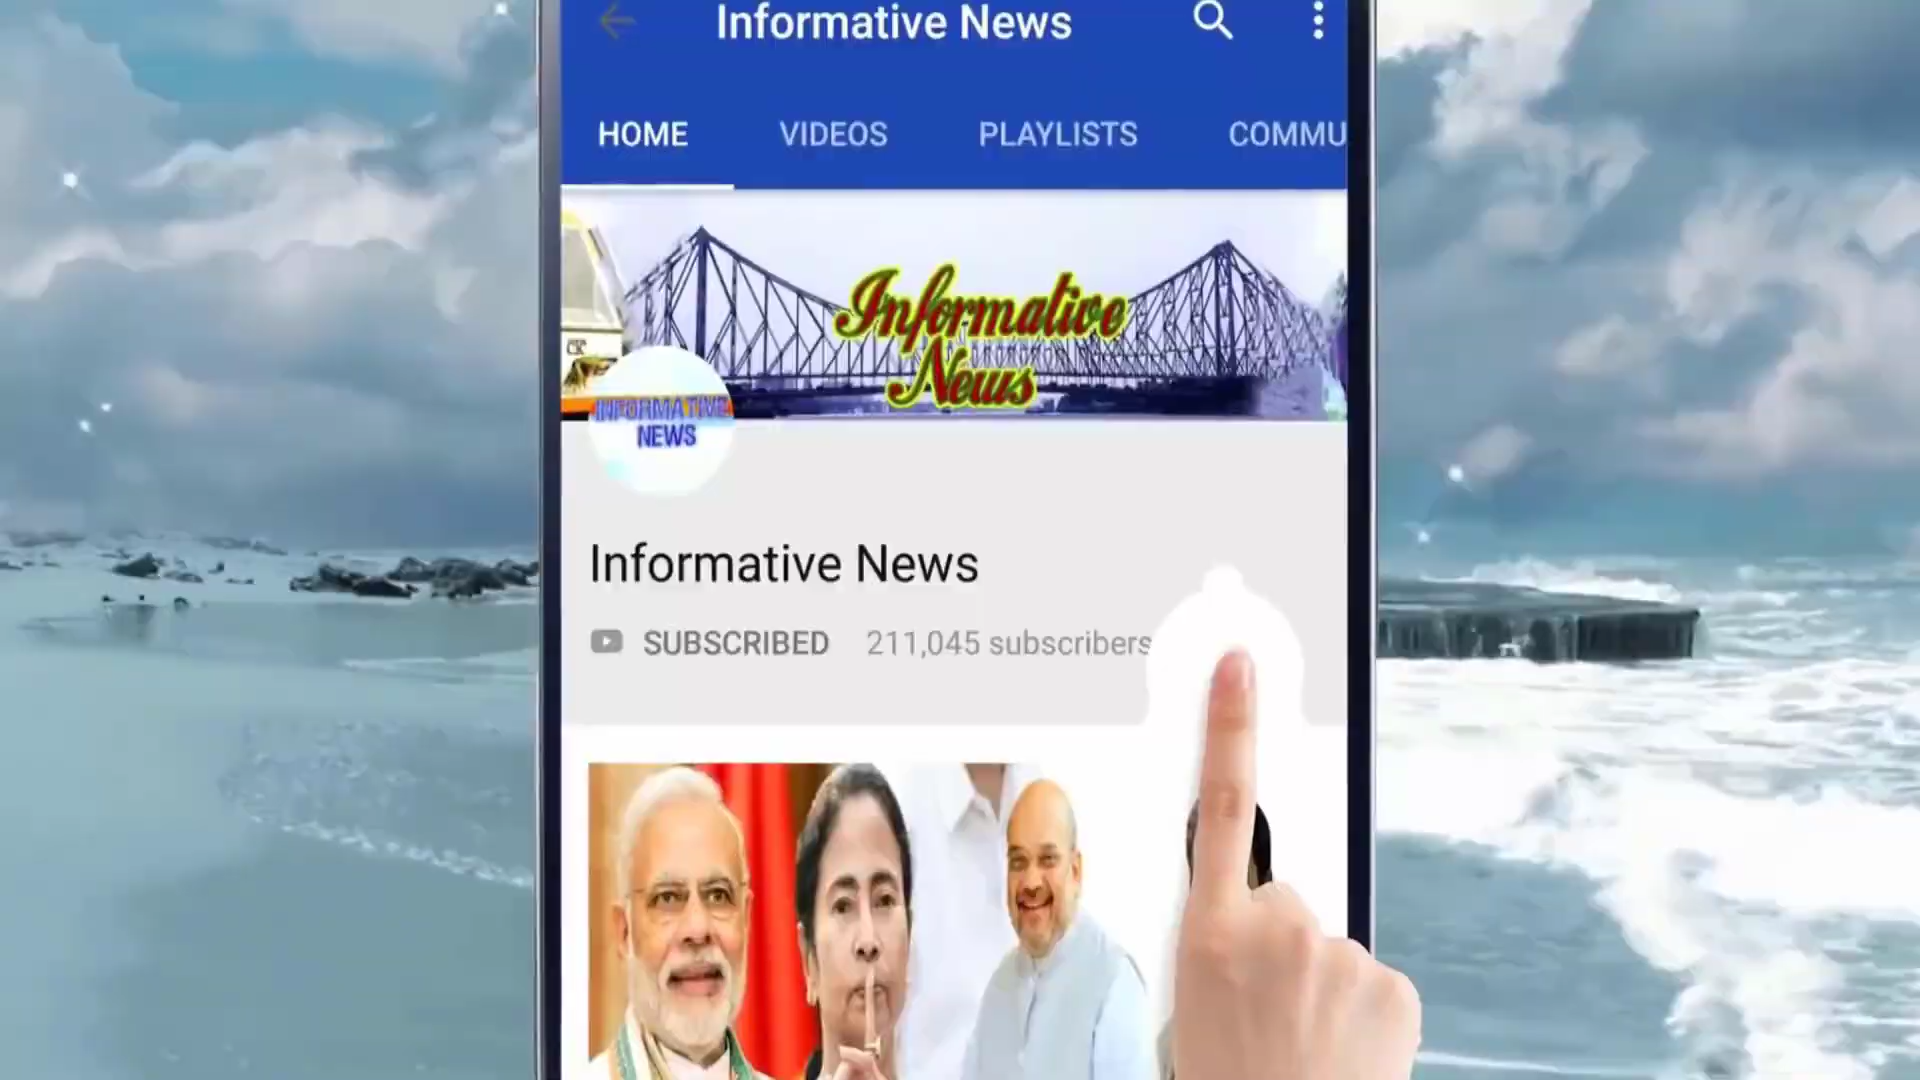 Informative News
HOME VIDEOS PLAYLISTS COMMU
Informative
News
INFORMATIVE
NEWS
Informative News
SUBSCRIBED 211,045 subscribers